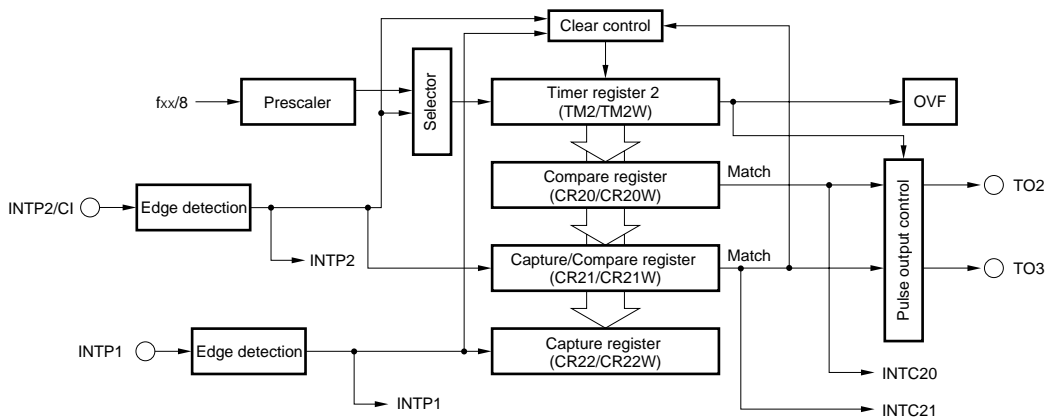 Clear control
fxx/8
Prescaler
Selector
Timer register 2
(TM2/TM2W)
OVF
Compare register
(CR20/CR20W)
Match
INTP2/CI
Edge detection
INTP2
Capture/Compare register
(CR21/CR21W)
Match
Pulse output control
TO2
TO3
INTP1
Edge detection
Capture register
(CR22/CR22W)
INTP1
INTC20
INTC21